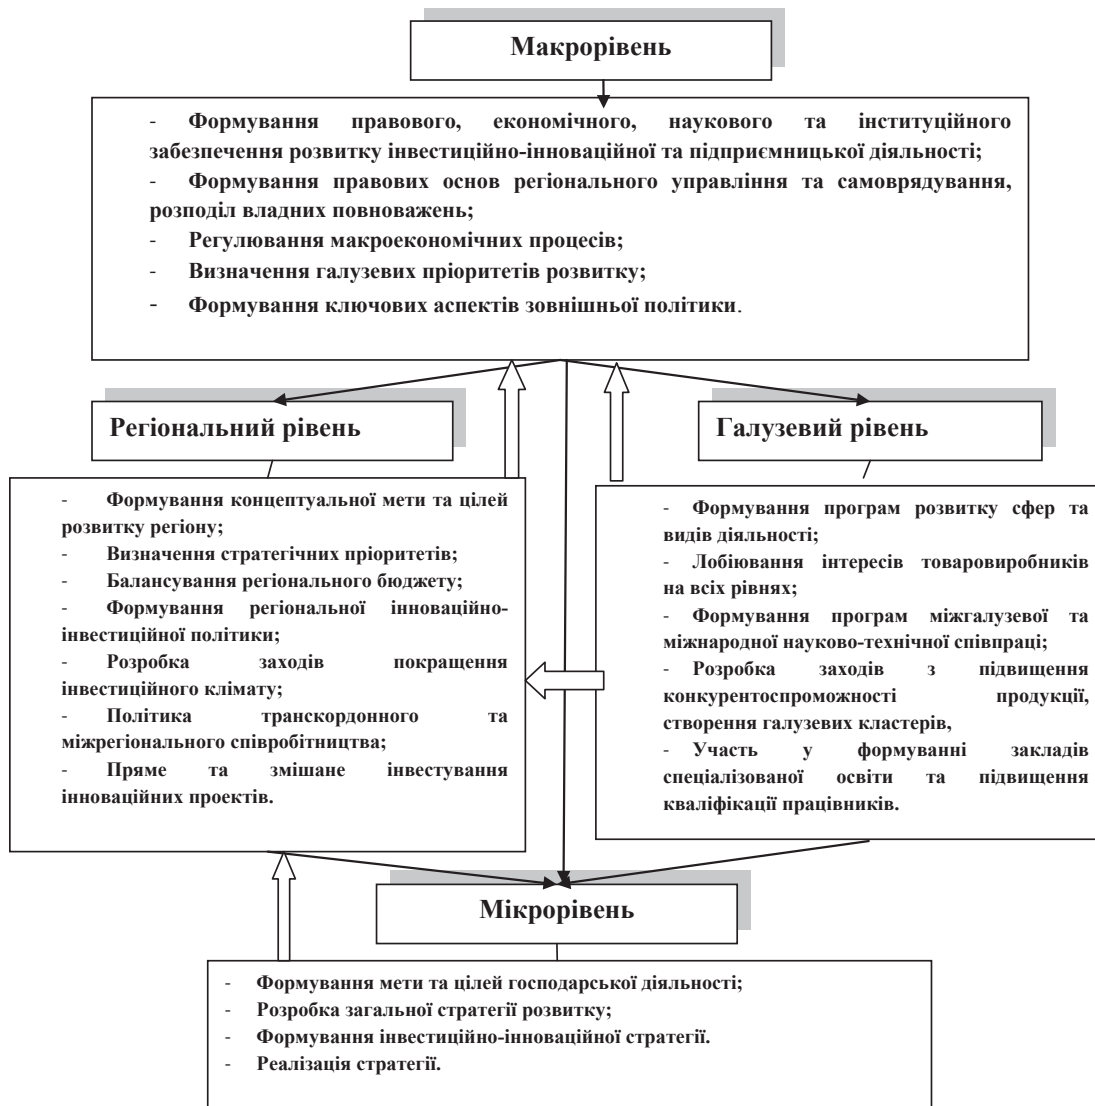 Макрорівень
- Формування правового, економічного, наукового та інституційного
забезпечення розвитку інвестиційно-інноваційної та підприємницької діяльності;
- Формування правових основ регіонального управління та самоврядування,
розподіл владних повноважень;
- Регулювання макроекономічних процесів;
- Визначення галузевих пріоритетів розвитку;
- Формування ключових аспектів зовнішньої політики.
Регіональний рівень
- Формування концептуальної мети та цілей
розвитку регіону;
- Визначення стратегічних пріоритетів;
- Балансування регіонального бюджету;
- Формування регіональної інноваційно-
інвестиційної політики;
- Розробка заходів покращення
інвестиційного клімату;
- Політика транскордонного та
міжрегіонального співробітництва;
- Пряме та змішане інвестування
інноваційних проектів.
Галузевий рівень
- Формування програм розвитку сфер та
видів діяльності;
- Лобіювання інтересів товаровиробників
на всіх рівнях;
- Формування програм міжгалузевої та
міжнародної науково-технічної співпраці;
- Розробка заходів з підвищення
конкурентоспроможності продукції,
створення галузевих кластерів,
- Участь у формуванні закладів
спеціалізованої освіти та підвищення
кваліфікації працівників.
Мікрорівень
- Формування мети та цілей господарської діяльності;
- Розробка загальної стратегії розвитку;
- Формування інвестиційно-інноваційної стратегії.
- Реалізація стратегії.